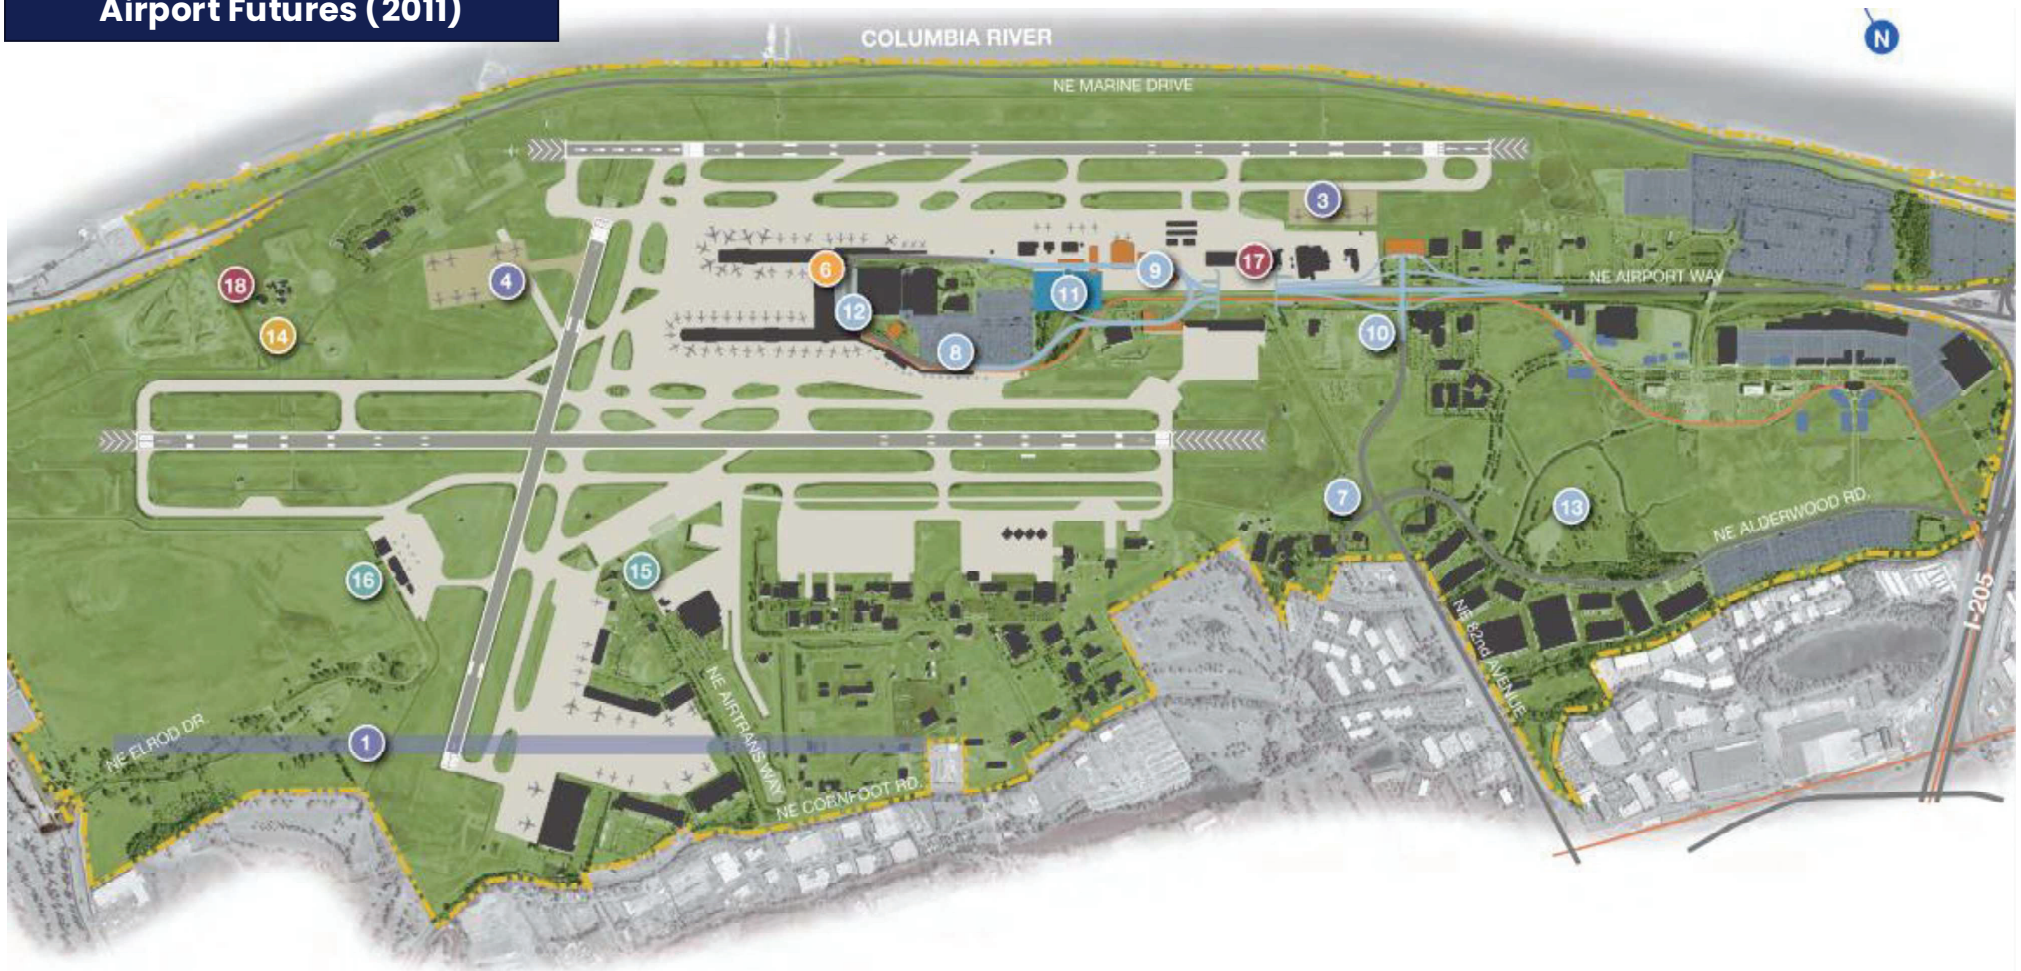 Airport Futures (2011)
N
COLUMBIA RIVER
NE MARINE DRIVE
3
18
4
6
9
17
NE AIRPORT WAY
11
12
14
10
8
7
13
NE ALDERWOOD RD.
16
15
I-205
NE 82nd AVENUE
NE AIRTRANS WAY
1
NE ELROD DR.
NE CORNFOOT RD.